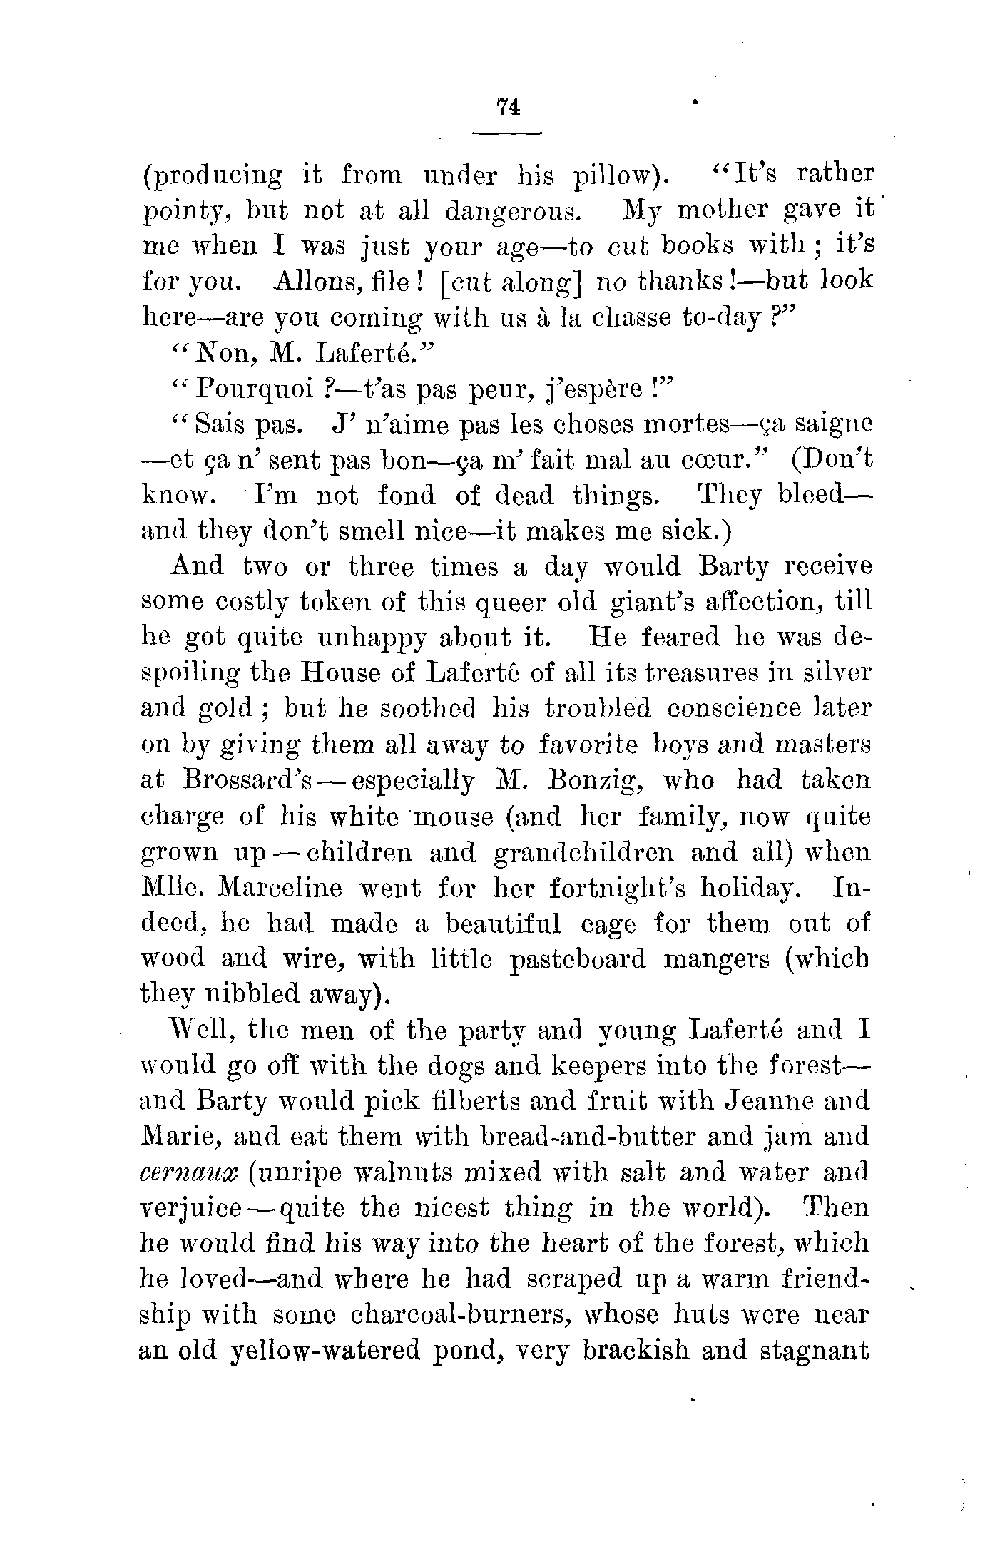 74
(producing it from under his pillow). “It’s rather
pointy, but not at all dangerous. My mother gave it
me when I was just your age—to cut books with; it’s
for you. Allons, file! [cut along] no thanks!—but look
here—are you coming with us à la chasse to-day?”
“Non, M. Laferté.”
“Pourquoi?—t’as pas peur, j’espère!”
“Sais pas. J’ n’aime pas les choses mortes—ça saigne
—et ça n’ sent pas bon—ça m’ fait mal au cœur.” (Don’t
know. I’m not fond of dead things. They bleed—
and they don’t smell nice—it makes me sick.)
And two or three times a day would Barty receive
some costly token of this queer old giant’s affection, till
he got quite unhappy about it. He feared he was de-
spoiling the House of Laferté of all its treasures in silver
and gold; but he soothed his troubled conscience later
on by giving them all away to favorite boys and masters
at Brossard’s—especially M. Bonzig, who had taken
charge of his white mouse (and her family, now quite
grown up—children and grandchildren and all) when
Mlle. Marceline went for her fortnight’s holiday. In-
deed, he had made a beautiful cage for them out of
wood and wire, with little pasteboard mangers (which
they nibbled away).
Well, the men of the party and young Laferté and I
would go off with the dogs and keepers into the forest—
and Barty would pick filberts and fruit with Jeanne and
Marie, and eat them with bread-and-butter and jam and
cernaux (unripe walnuts mixed with salt and water and
verjuice—quite the nicest thing in the world). Then
he would find his way into the heart of the forest, which
he loved—and where he had scraped up a warm friend-
ship with some charcoal-burners, whose huts were near
an old yellow-watered pond, very brackish and stagnant